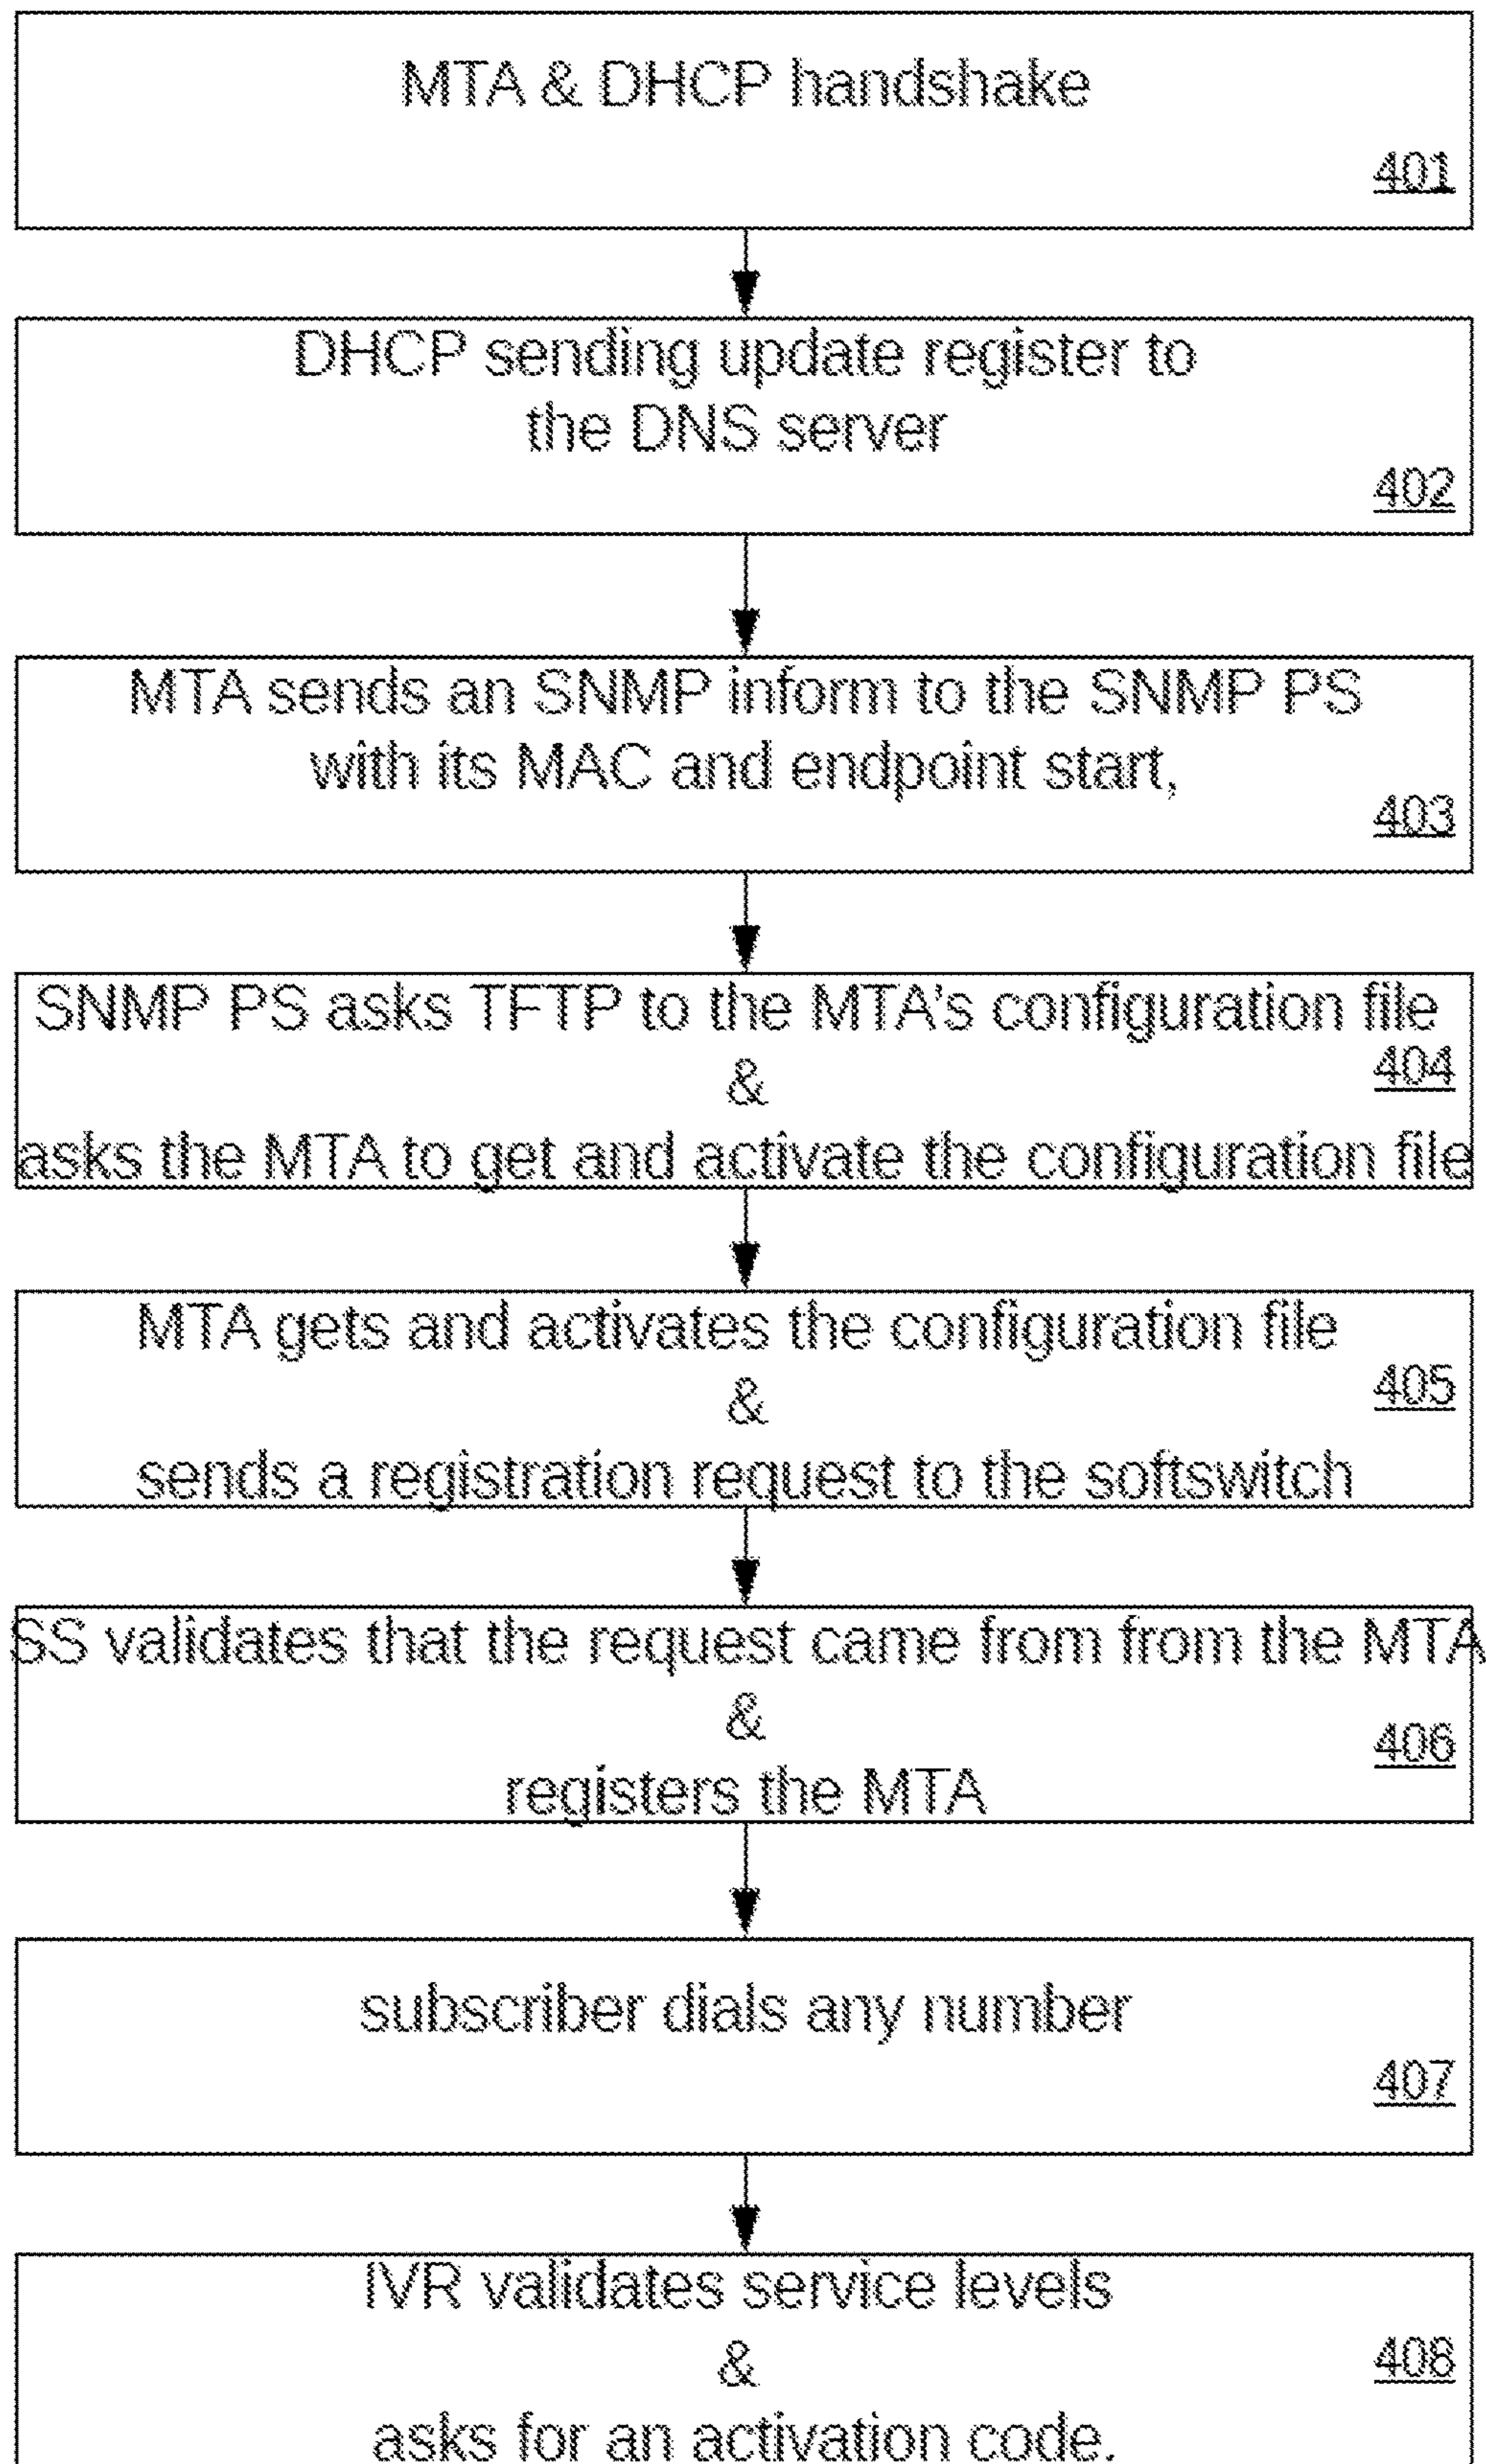 MTA & DHCP handshake
401
DHCP sending update register to
the DNS server
402
MTA sends an SNMP inform to the SNMP PS
with its MAC and endpoint start,
403
SNMP PS asks TFTP to the MTA's configuration file
404
&
asks the MTA to get and activate the configuration file
MTA gets and activates the configuration file
405
&
sends a registration request to the softswitch
SS validates that the request came from from the MTA
&
406
registers the MTA
subscriber dials any number
407
IVR validates service levels
408
&
asks for an activation code.